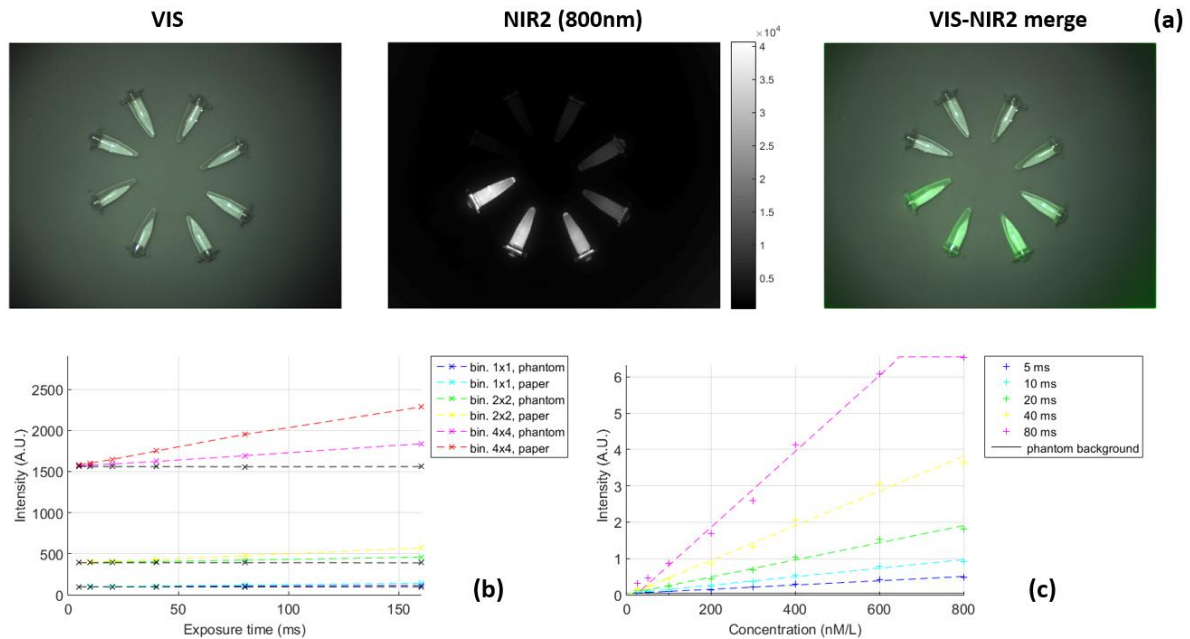 VIS
NIR2 (800nm)
VIS-NIR2 merge
(a)
×10⁴
4
3.5
3
2.5
2
1.5
1
0.5
2500
2000
1500
1000
500
0
0
50
100
150
Intensity (A.U.)
Exposure time (ms)
bin. 1x1, phantom
bin. 1x1, paper
bin. 2x2, phantom
bin. 2x2, paper
bin. 4x4, phantom
bin. 4x4, paper
(b)
6
5
4
3
2
1
0
0
200
400
600
800
Intensity (A.U.)
Concentration (nM/L)
5 ms
10 ms
20 ms
40 ms
80 ms
phantom background
(c)